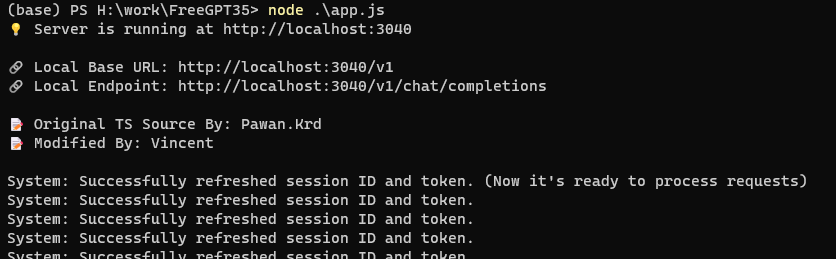 (base) PS H:\work\FreeGPT35> node .\app.js
💡 Server is running at http://localhost:3040
🔗 Local Base URL: http://localhost:3040/v1
🔗 Local Endpoint: http://localhost:3040/v1/chat/completions
📝 Original TS Source By: Pawan.Krd
📝 Modified By: Vincent
System: Successfully refreshed session ID and token. (Now it's ready to process requests)
System: Successfully refreshed session ID and token.
System: Successfully refreshed session ID and token.
System: Successfully refreshed session ID and token.
System: Successfully refreshed session ID and token